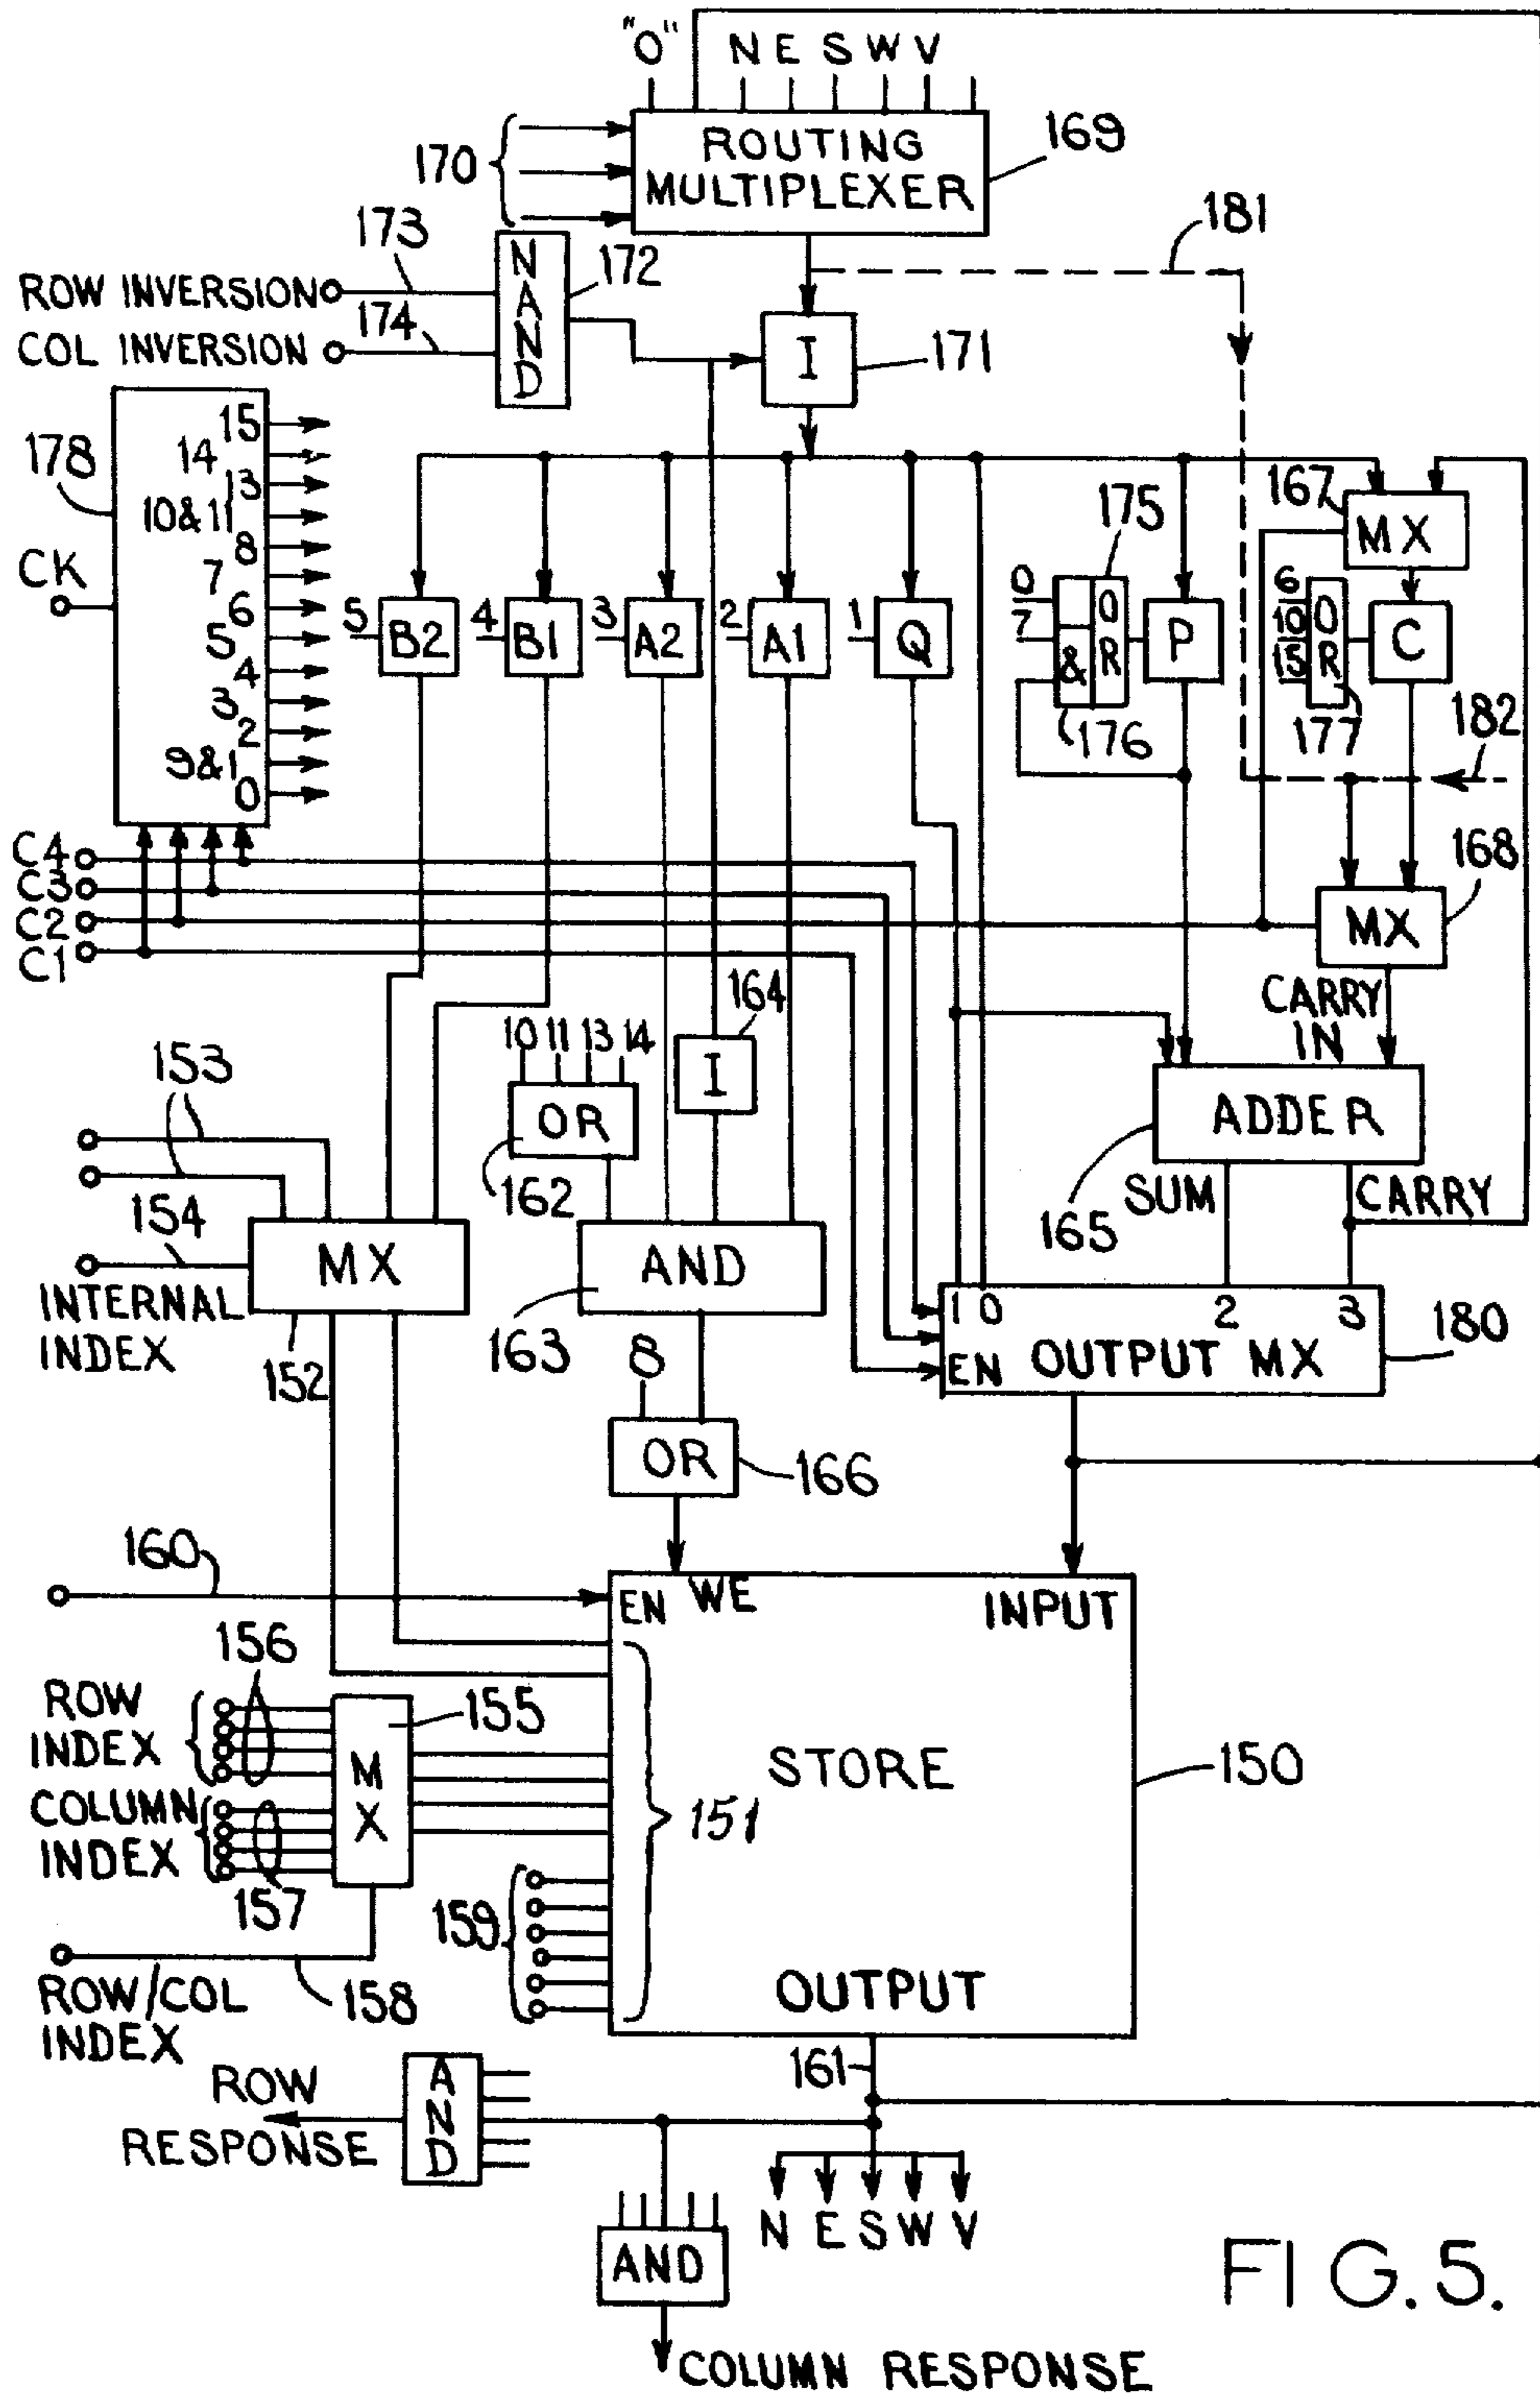 "O" N E S W V
170
ROUTING
MULTIPLEXER
169
181
173
ROW INVERSION
174
COL INVERSION
NAND
172
I
171
178
CK
15
14
13
10&11
8
7
6
5
4
3
2
9&1
0
5 B2
4 B1
3 A2
2 A1
1 Q
175
0
7
&
OR
176
P
167
MX
6
10
15
OR
177
C
182
C4
C3
C2
C1
168
MX
CARRY
IN
153
154
INTERNAL
INDEX
MX
152
10 11 13 14
OR
162
164
I
AND
163
ADDER
165
SUM
CARRY
1 0 2 3
EN OUTPUT MX
180
8
OR
166
160
EN WE INPUT
156
ROW
INDEX
COLUMN
INDEX
157
MX
155
STORE
150
151
159
ROW/COL
INDEX
158
OUTPUT
161
ROW
RESPONSE
AND
N E S W V
AND
COLUMN RESPONSE
FIG. 5.